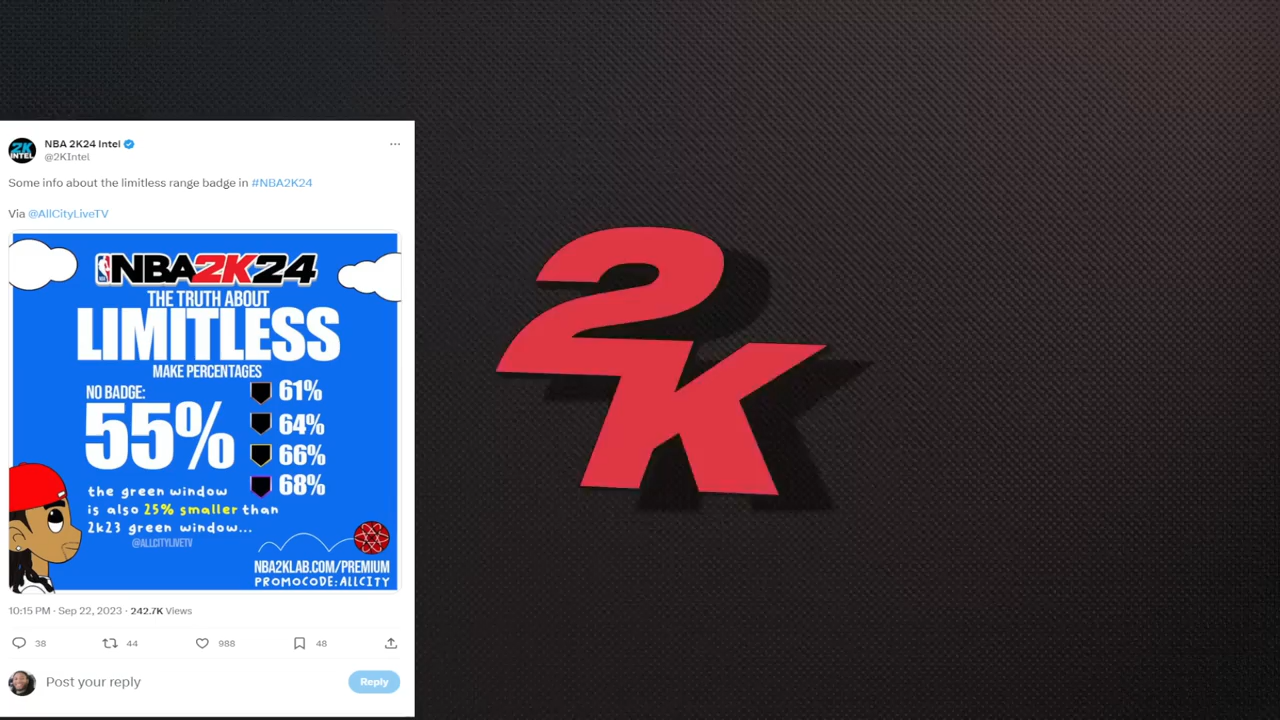 NBA 2K24 Intel
@2KIntel
Some info about the limitless range badge in #NBA2K24
Via @AllCityLiveTV
NBA2K24
THE TRUTH ABOUT
LIMITLESS
MAKE PERCENTAGES
NO BADGE:
55%
61%
64%
66%
68%
the green window
is also 25% smaller than
2k23 green window...
@ALLCITYLIVETV
NBA2KLAB.COM/PREMIUM
PROMOCODE:ALLCITY
10:15 PM · Sep 22, 2023 · 242.7K Views
38 44 988 48
Post your reply
Reply
2K INTEL
2K